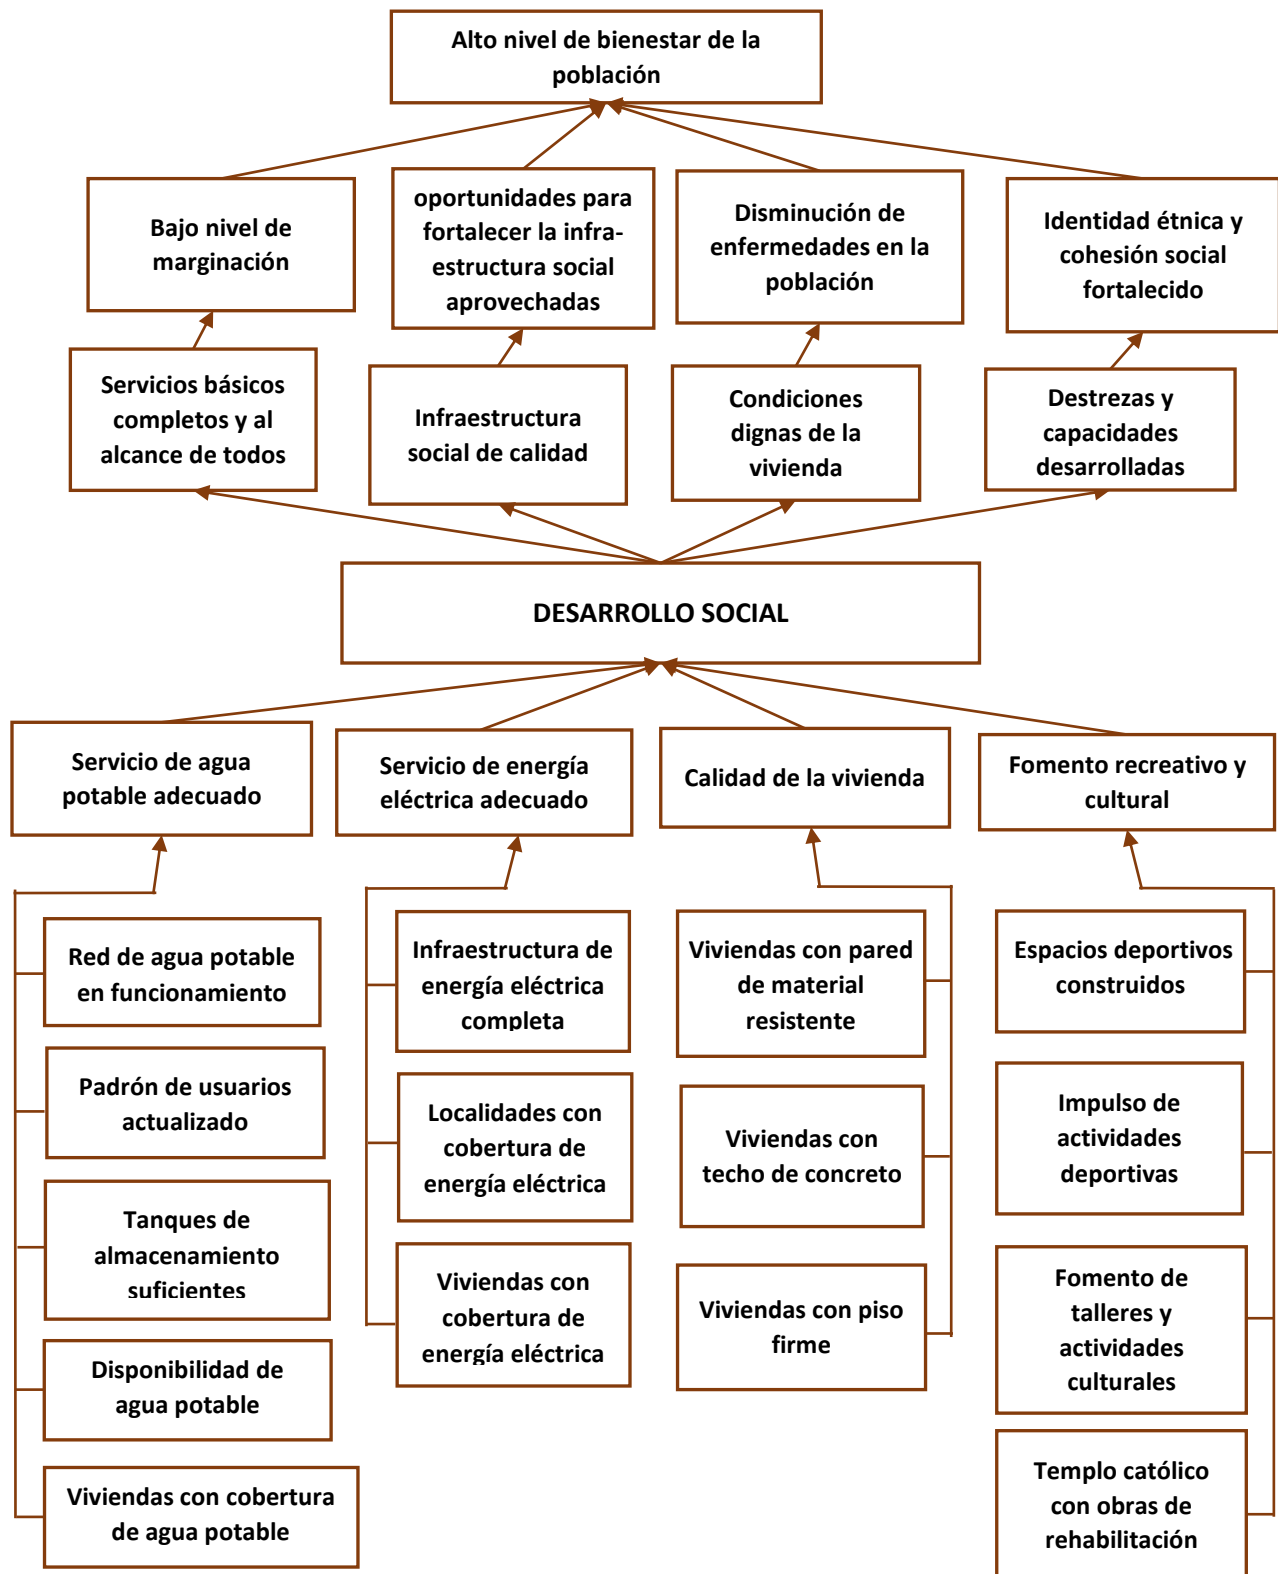 Alto nivel de bienestar de la
población
Bajo nivel de
marginación
oportunidades para
fortalecer la infra-
estructura social
aprovechadas
Disminución de
enfermedades en la
población
Identidad étnica y
cohesión social
fortalecido
Servicios básicos
completos y al
alcance de todos
Infraestructura
social de calidad
Condiciones
dignas de la
vivienda
Destrezas y
capacidades
desarrolladas
DESARROLLO SOCIAL
Servicio de agua
potable adecuado
Servicio de energía
eléctrica adecuado
Calidad de la vivienda
Fomento recreativo y
cultural
Red de agua potable
en funcionamiento
Padrón de usuarios
actualizado
Tanques de
almacenamiento
suficientes
Disponibilidad de
agua potable
Viviendas con cobertura
de agua potable
Infraestructura de
energía eléctrica
completa
Localidades con
cobertura de
energía eléctrica
Viviendas con
cobertura de
energía eléctrica
Viviendas con pared
de material
resistente
Viviendas con
techo de concreto
Viviendas con piso
firme
Espacios deportivos
construidos
Impulso de
actividades
deportivas
Fomento de
talleres y
actividades
culturales
Templo católico
con obras de
rehabilitación